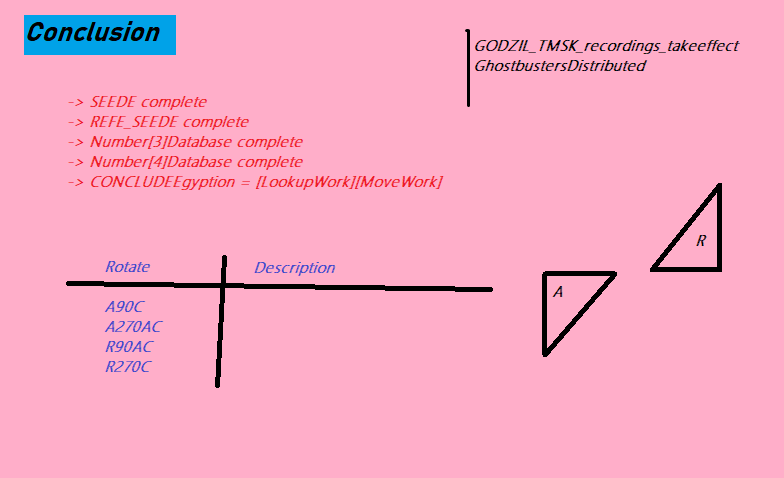 Conclusion
GODZIL_TMSK_recordings_takeeffect
GhostbustersDistributed
-> SEEDE complete
-> REFE_SEEDE complete
-> Number[3]Database complete
-> Number[4]Database complete
-> CONCLUDEEgyption = [LookupWork][MoveWork]
Rotate
Description
A90C
A270AC
R90AC
R270C
A
R